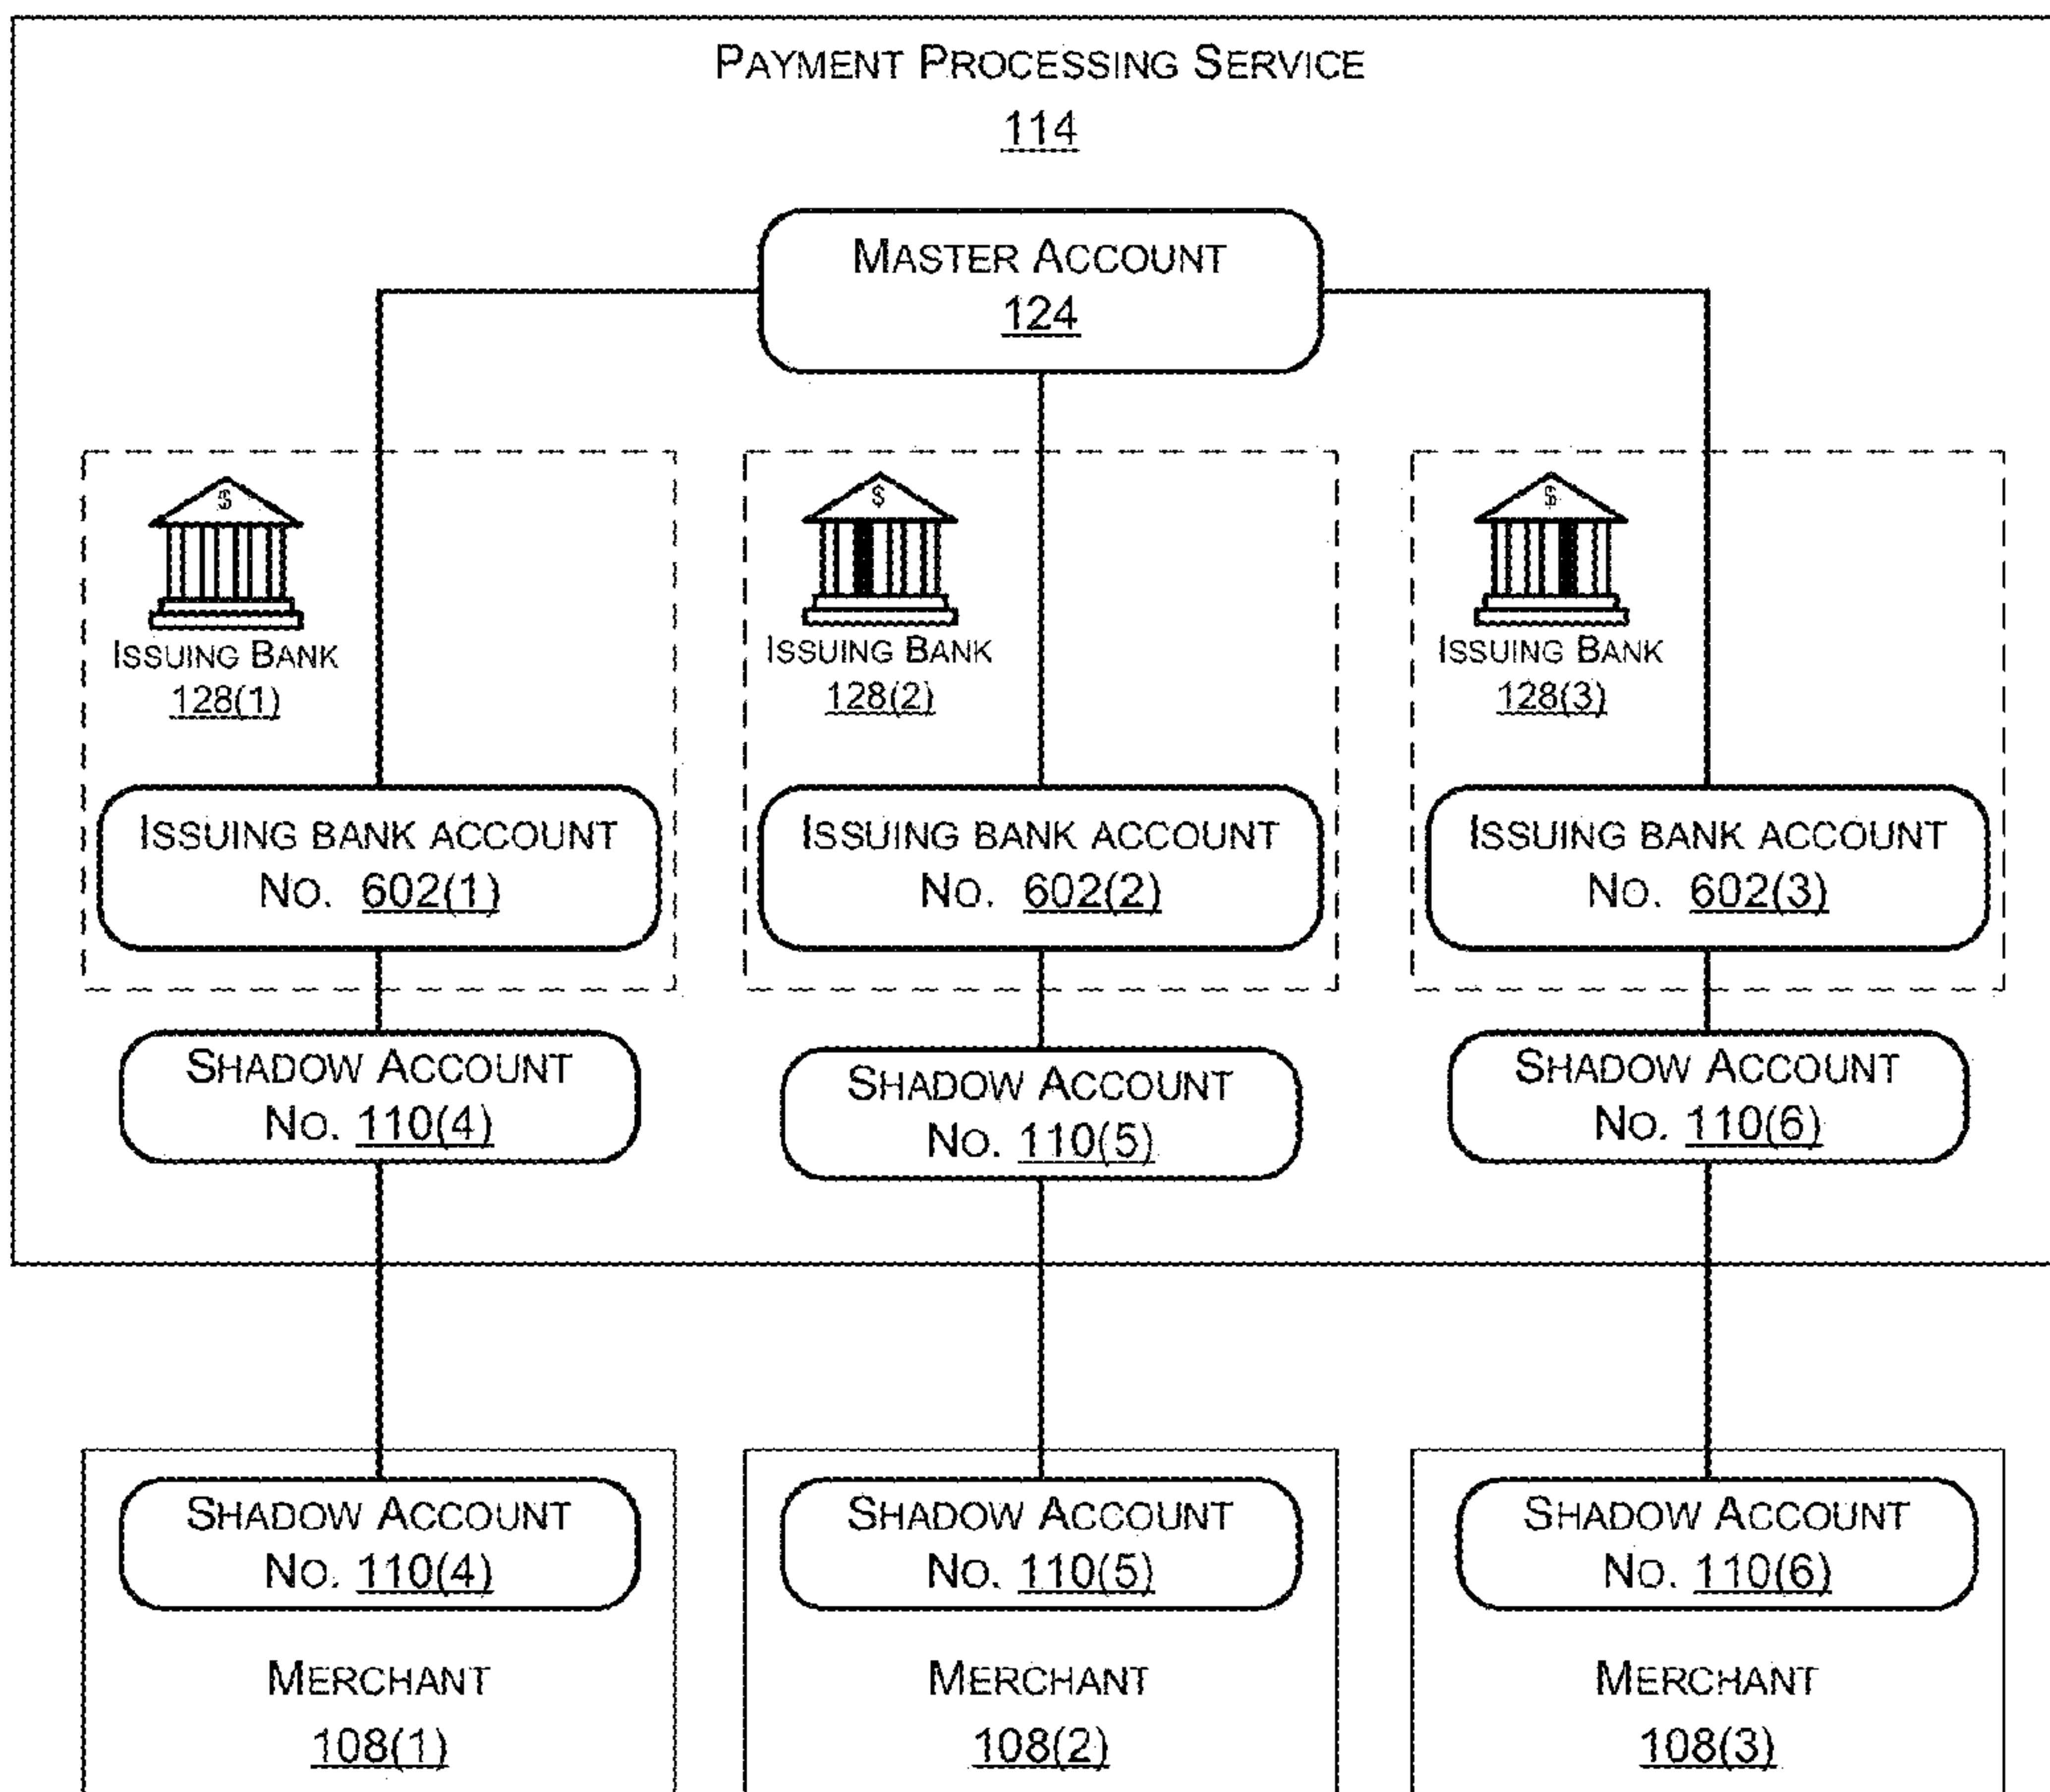 PAYMENT PROCESSING SERVICE
114
MASTER ACCOUNT
124
$
ISSUING BANK
128(1)
$
ISSUING BANK
128(2)
$
ISSUING BANK
128(3)
ISSUING BANK ACCOUNT
NO. 602(1)
ISSUING BANK ACCOUNT
NO. 602(2)
ISSUING BANK ACCOUNT
NO. 602(3)
SHADOW ACCOUNT
NO. 110(4)
SHADOW ACCOUNT
NO. 110(5)
SHADOW ACCOUNT
NO. 110(6)
SHADOW ACCOUNT
NO. 110(4)
MERCHANT
108(1)
SHADOW ACCOUNT
NO. 110(5)
MERCHANT
108(2)
SHADOW ACCOUNT
NO. 110(6)
MERCHANT
108(3)